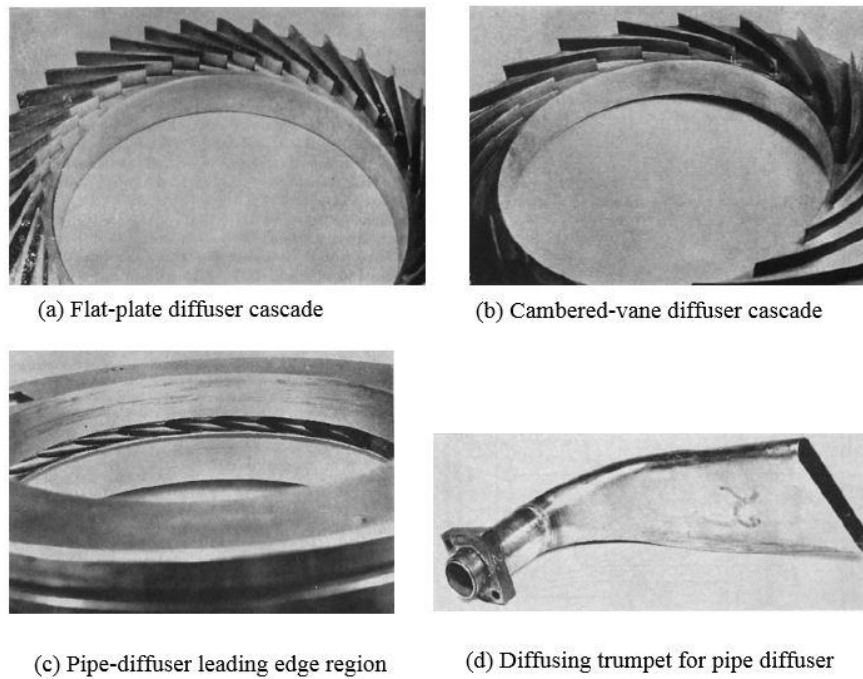 (a) Flat-plate diffuser cascade
(b) Cambered-vane diffuser cascade
(c) Pipe-diffuser leading edge region
(d) Diffusing trumpet for pipe diffuser